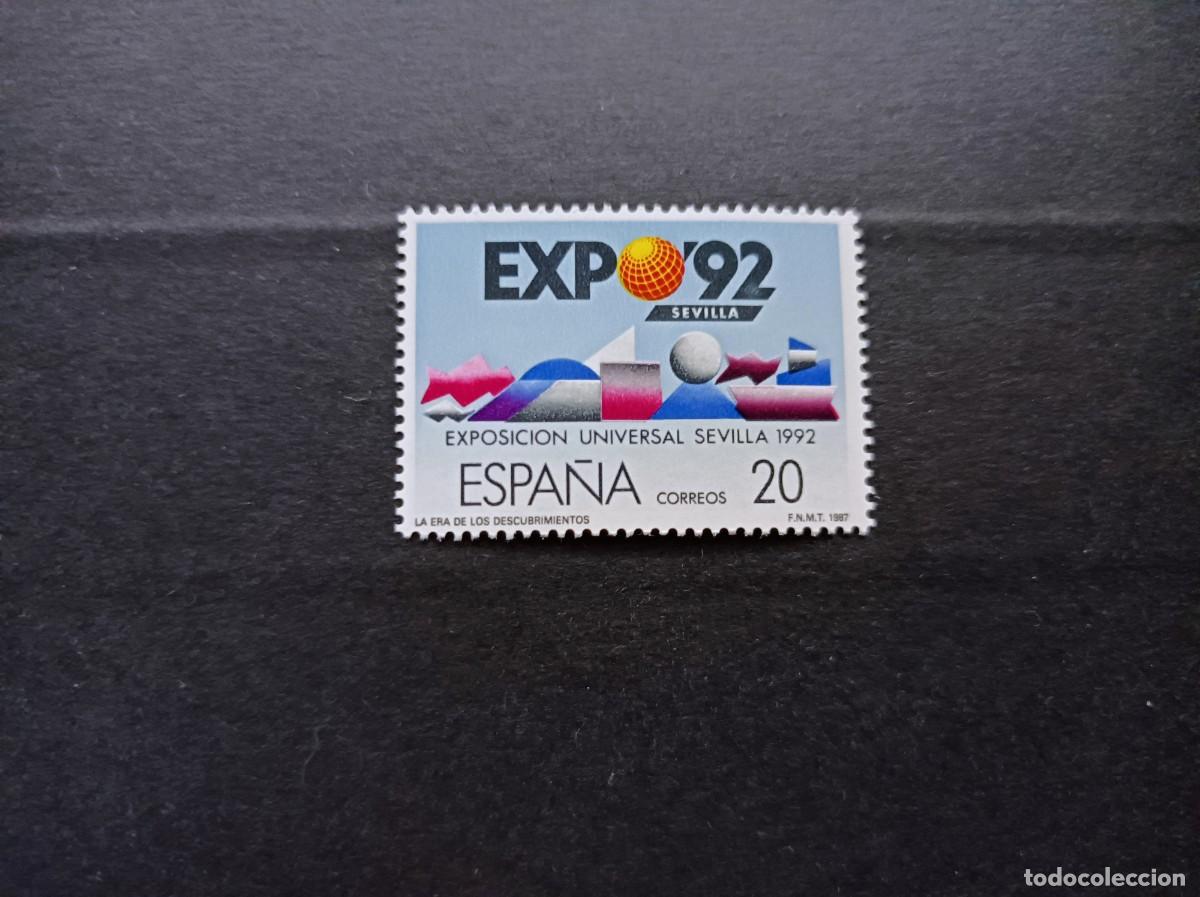 EXPO'92
SEVILLA
EXPOSICION UNIVERSAL SEVILLA 1992
ESPAÑA CORREOS 20
LA ERA DE LOS DESCUBRIMIENTOS F.N.M.T. 1987
todocoleccion